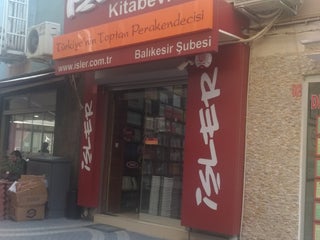 Kitabevi
Türkiye'nin Toptan Perakendecisi
www.isler.com.tr
Balıkesir Şubesi
İŞLER
İŞLER